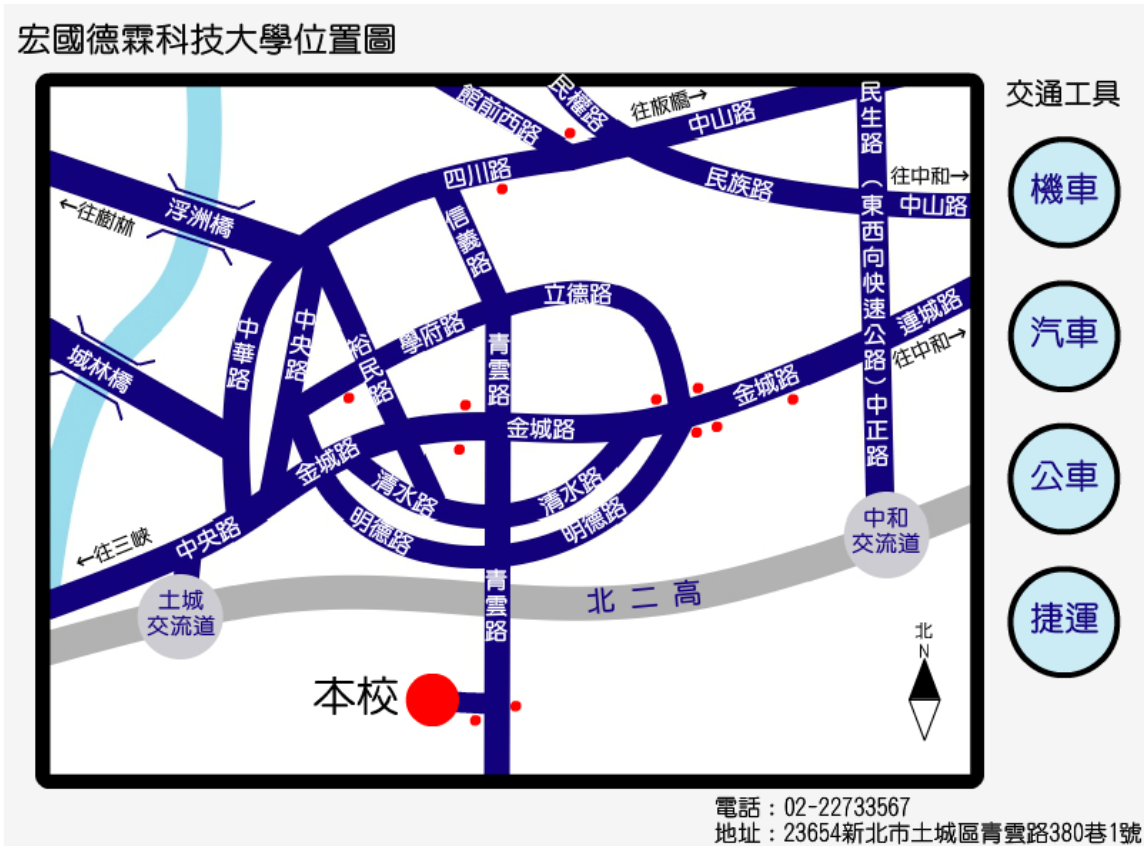 宏國德霖科技大學位置圖
交通工具
機車
汽車
公車
捷運
館前西路
民權路
往板橋→
中山路
民生路（東西向快速公路）中正路
四川路
民族路
往中和→
中山路
←往樹林
浮洲橋
信義路
立德路
連城路
往中和→
中華路
中央路
裕民路
學府路
青雲路
城林橋
金城路
金城路
金城路
清水路
清水路
明德路
明德路
中央路
←往三峽
中和
交流道
土城
交流道
北二高
青雲路
本校
北
N
電話：02-22733567
地址：23654新北市土城區青雲路380巷1號